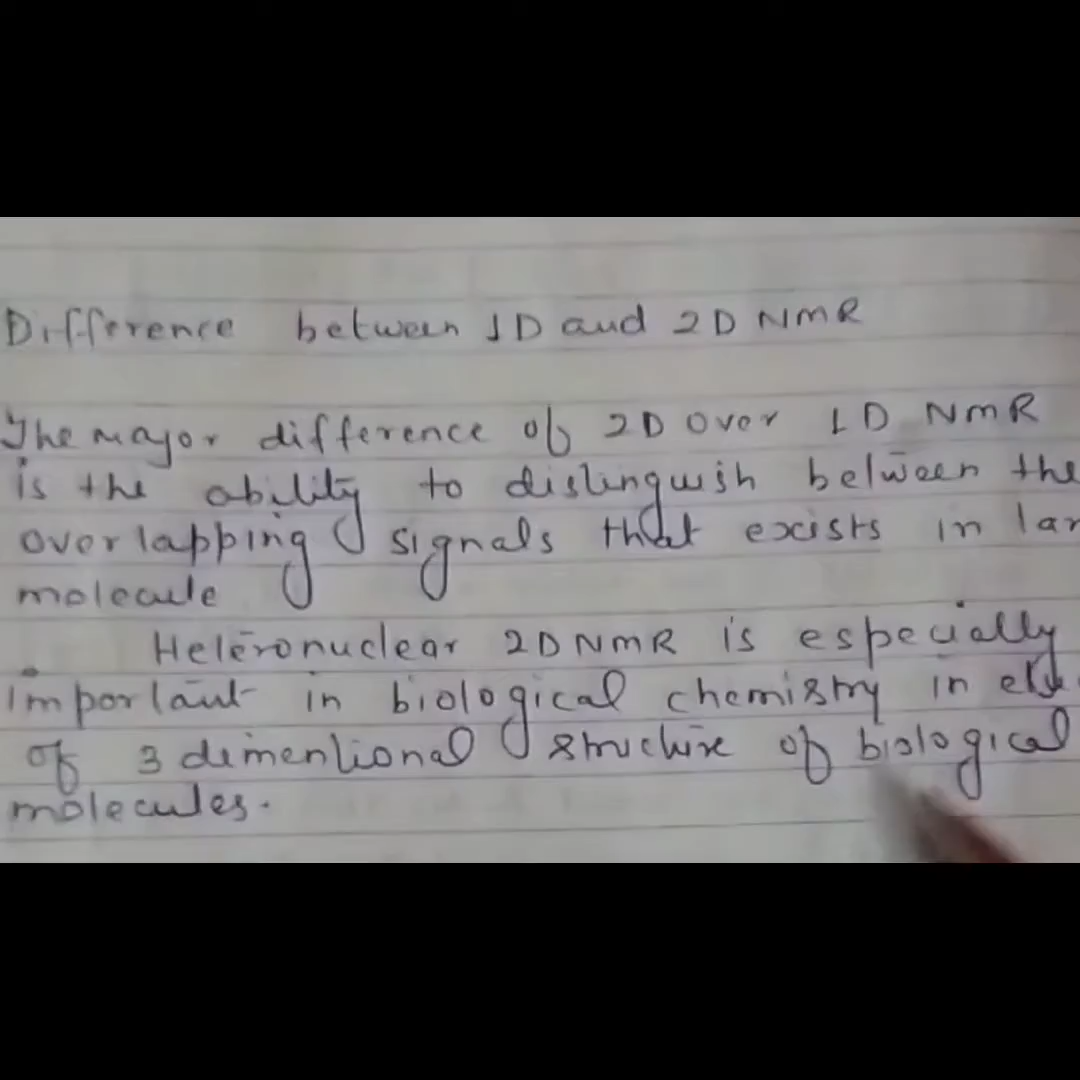 Difference between 1D and 2D NMR
The major difference of 2D over 1D NMR
is the ability to distinguish between the
overlapping signals that exists in lar
molecule
Heteronuclear 2D NMR is especially
important in biological chemistry in
of 3 dimentional structure of biological
molecules.